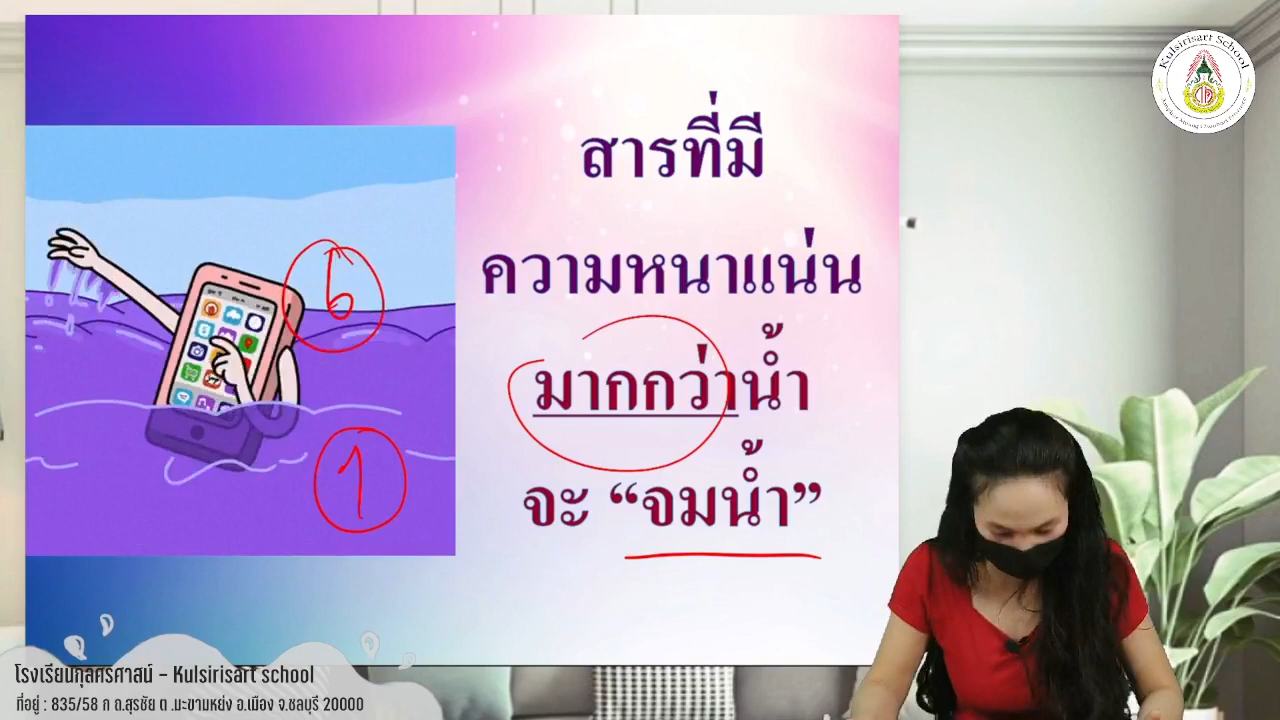 สารที่มี
ความหนาแน่น
มากกว่าน้ำ
จะ “จมน้ำ”
6
1
Kulsirisart School
โรงเรียนกุลศิริศาสน์ - Kulsirisart school
ที่อยู่ : 835/58 ก ถ.สุรชัย ต .มะขามหย่ง อ.เมือง จ.ชลบุรี 20000